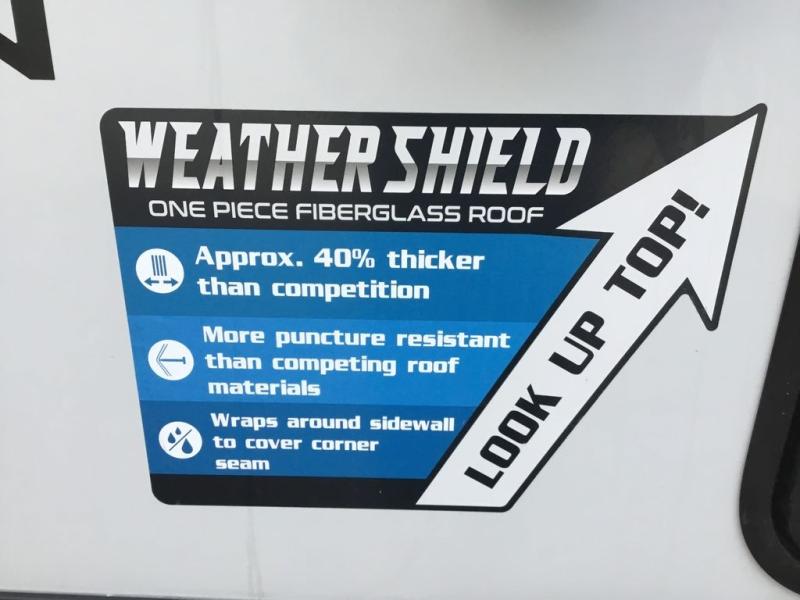 WEATHER SHIELD
ONE PIECE FIBERGLASS ROOF
Approx. 40% thicker
than competition
More puncture resistant
than competing roof
materials
Wraps around sidewall
to cover corner
seam
LOOK UP TOP!